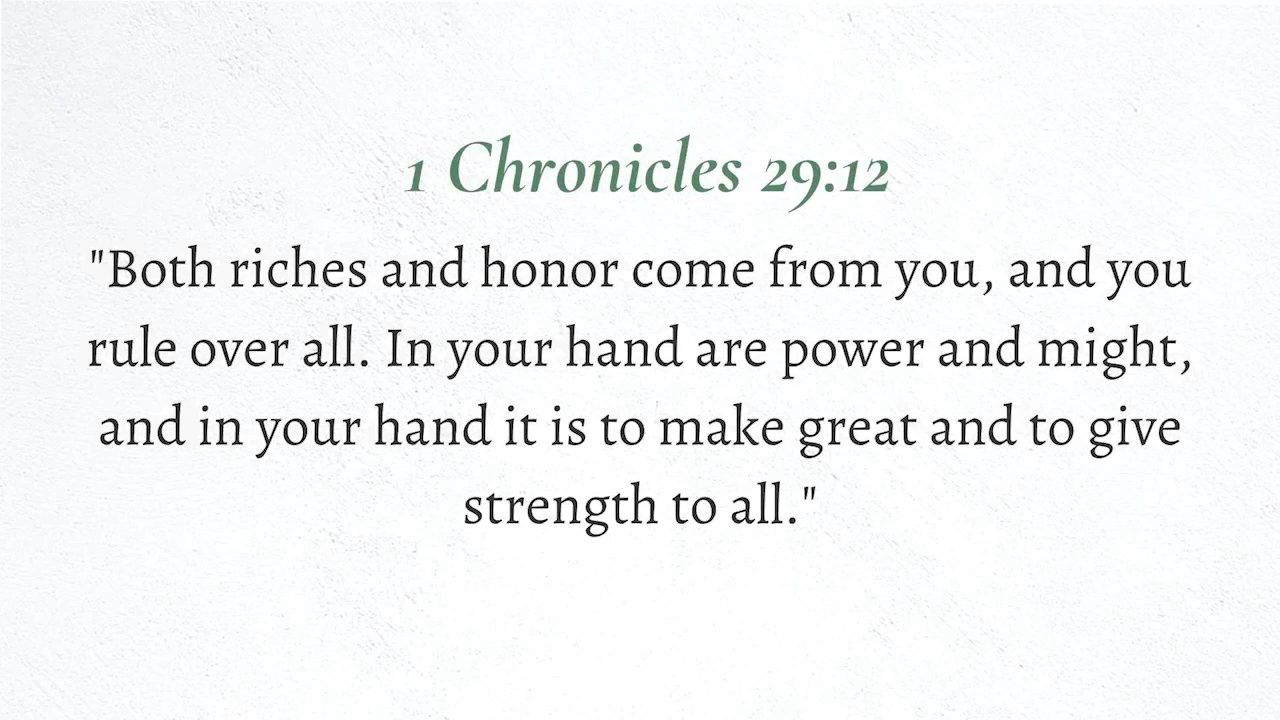 1 Chronicles 29:12
"Both riches and honor come from you, and you
rule over all. In your hand are power and might,
and in your hand it is to make great and to give
strength to all."